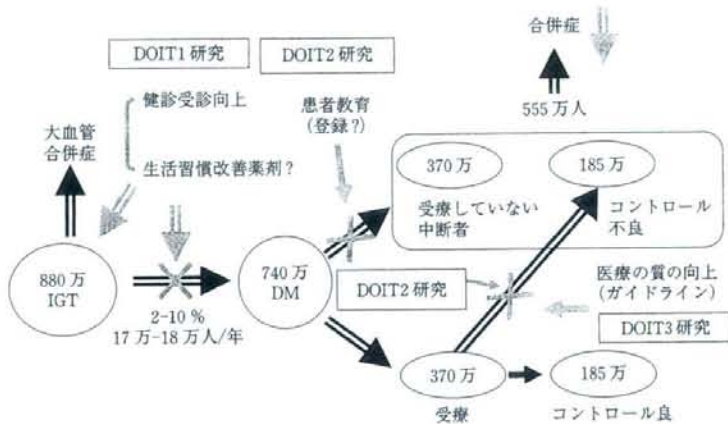 合併症
DOIT1 研究
DOIT2 研究
健診受診向上
患者教育
(登録?)
555 万人
大血管
合併症
生活習慣改善薬剤?
370 万
185 万
受療していない
中断者
コントロール
不良
880 万
IGT
740 万
DM
2-10 %
17 万-18 万人/年
DOIT2 研究
医療の質の向上
(ガイドライン)
DOIT3 研究
370 万
受療
185 万
コントロール良